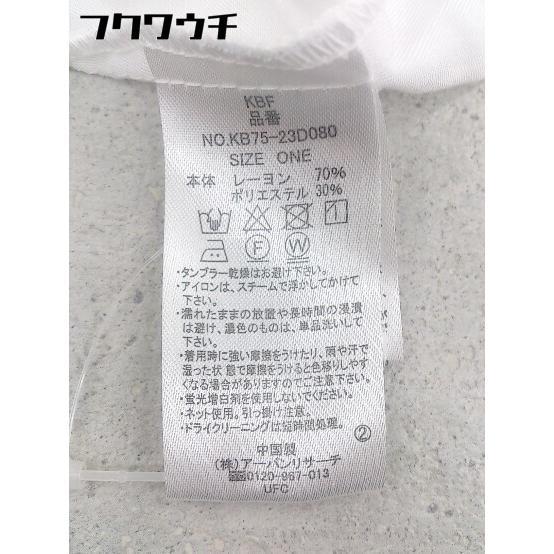 フクワウチ
KBF
品番
NO.KB75-23D080
SIZE ONE
本体 レーヨン 70%
ポリエステル 30%
・タンブラー乾燥はお避け下さい。
・アイロンは、スチームで浮かしてかけて
下さい。
・濡れたままの放置や長時間の浸漬
は避け、濃色のものは、単品洗いして
下さい。
・着用時に強い摩擦をうけたり、雨や汗で
湿った状態で摩擦をうけると色移りしやす
くなる場合がありますのでご注意下さい。
・蛍光増白剤を使用しないでください。
・ネット使用。引っ掛け注意。
・ドライクリーニングは短時間処理。
②
中国製
(株)アーバンリサーチ
0120-967-013
UFC